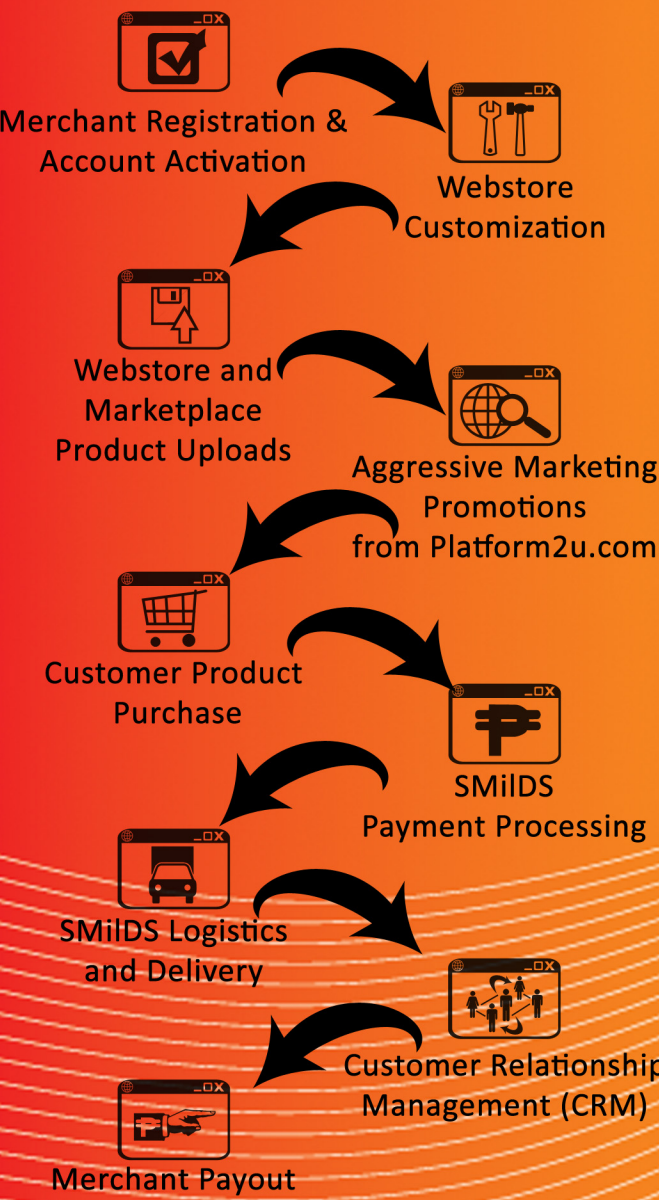 Merchant Registration &
Account Activation
Webstore
Customization
Webstore and
Marketplace
Product Uploads
Aggressive Marketing
Promotions
from Platform2u.com
Customer Product
Purchase
SMilDS
Payment Processing
SMilDS Logistics
and Delivery
Customer Relationship
Management (CRM)
Merchant Payout